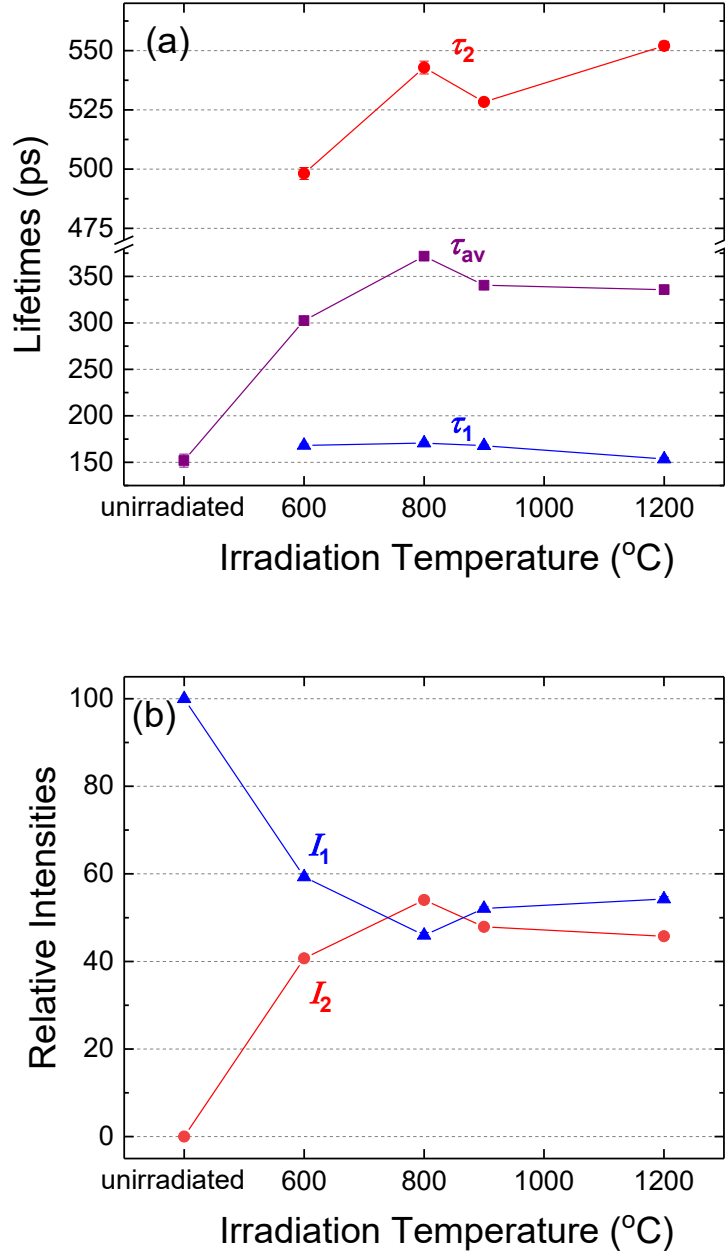 (a)
τ2
τav
τ1
Lifetimes (ps)
550
525
500
475
350
300
250
200
150
unirradiated 600 800 1000 1200
Irradiation Temperature (oC)
(b)
I1
I2
Relative Intensities
100
80
60
40
20
0
unirradiated 600 800 1000 1200
Irradiation Temperature (oC)